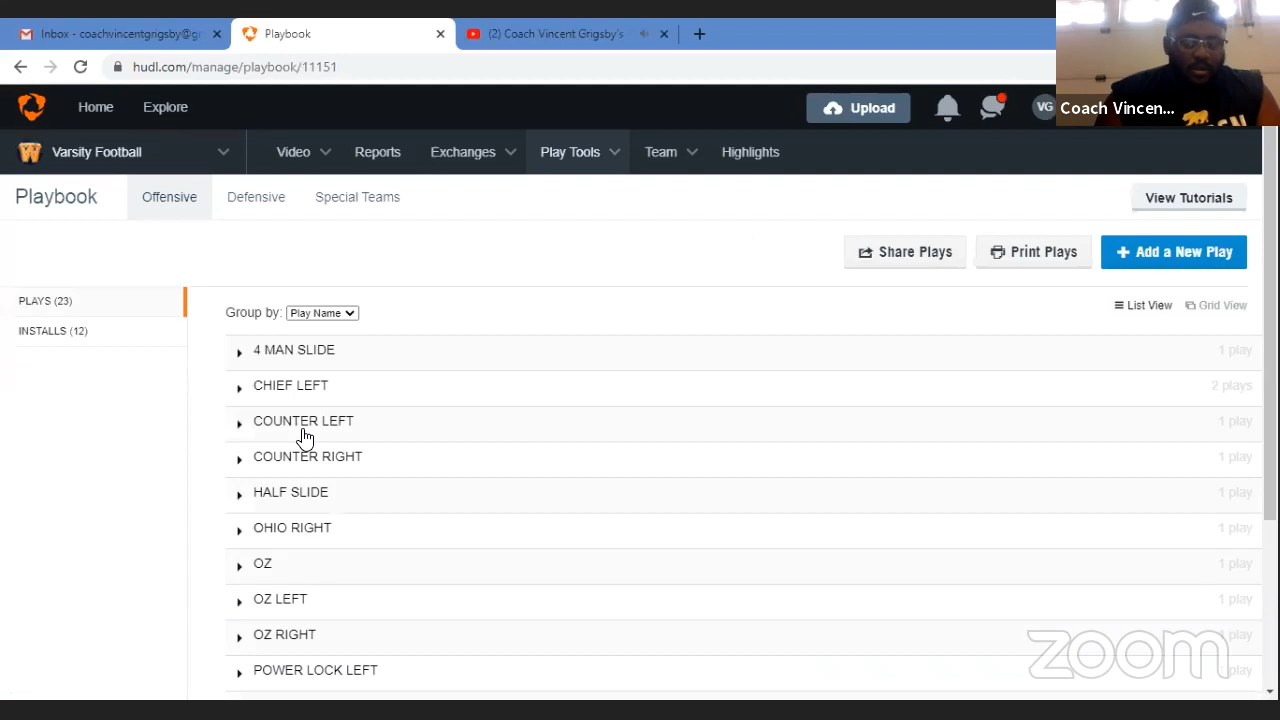 Inbox - coachvincentgrigsby@g
Playbook
(2) Coach Vincent Grigsby's
hudl.com/manage/playbook/11151
Home
Explore
Upload
VG
Coach Vincen...
Varsity Football
Video
Reports
Exchanges
Play Tools
Team
Highlights
Playbook
Offensive
Defensive
Special Teams
View Tutorials
Share Plays
Print Plays
+ Add a New Play
PLAYS (23)
INSTALLS (12)
Group by: Play Name
List View
Grid View
4 MAN SLIDE 1 play
CHIEF LEFT 2 plays
COUNTER LEFT 1 play
COUNTER RIGHT 1 play
HALF SLIDE 1 play
OHIO RIGHT 1 play
OZ 1 play
OZ LEFT 1 play
OZ RIGHT play
POWER LOCK LEFT play
zoom